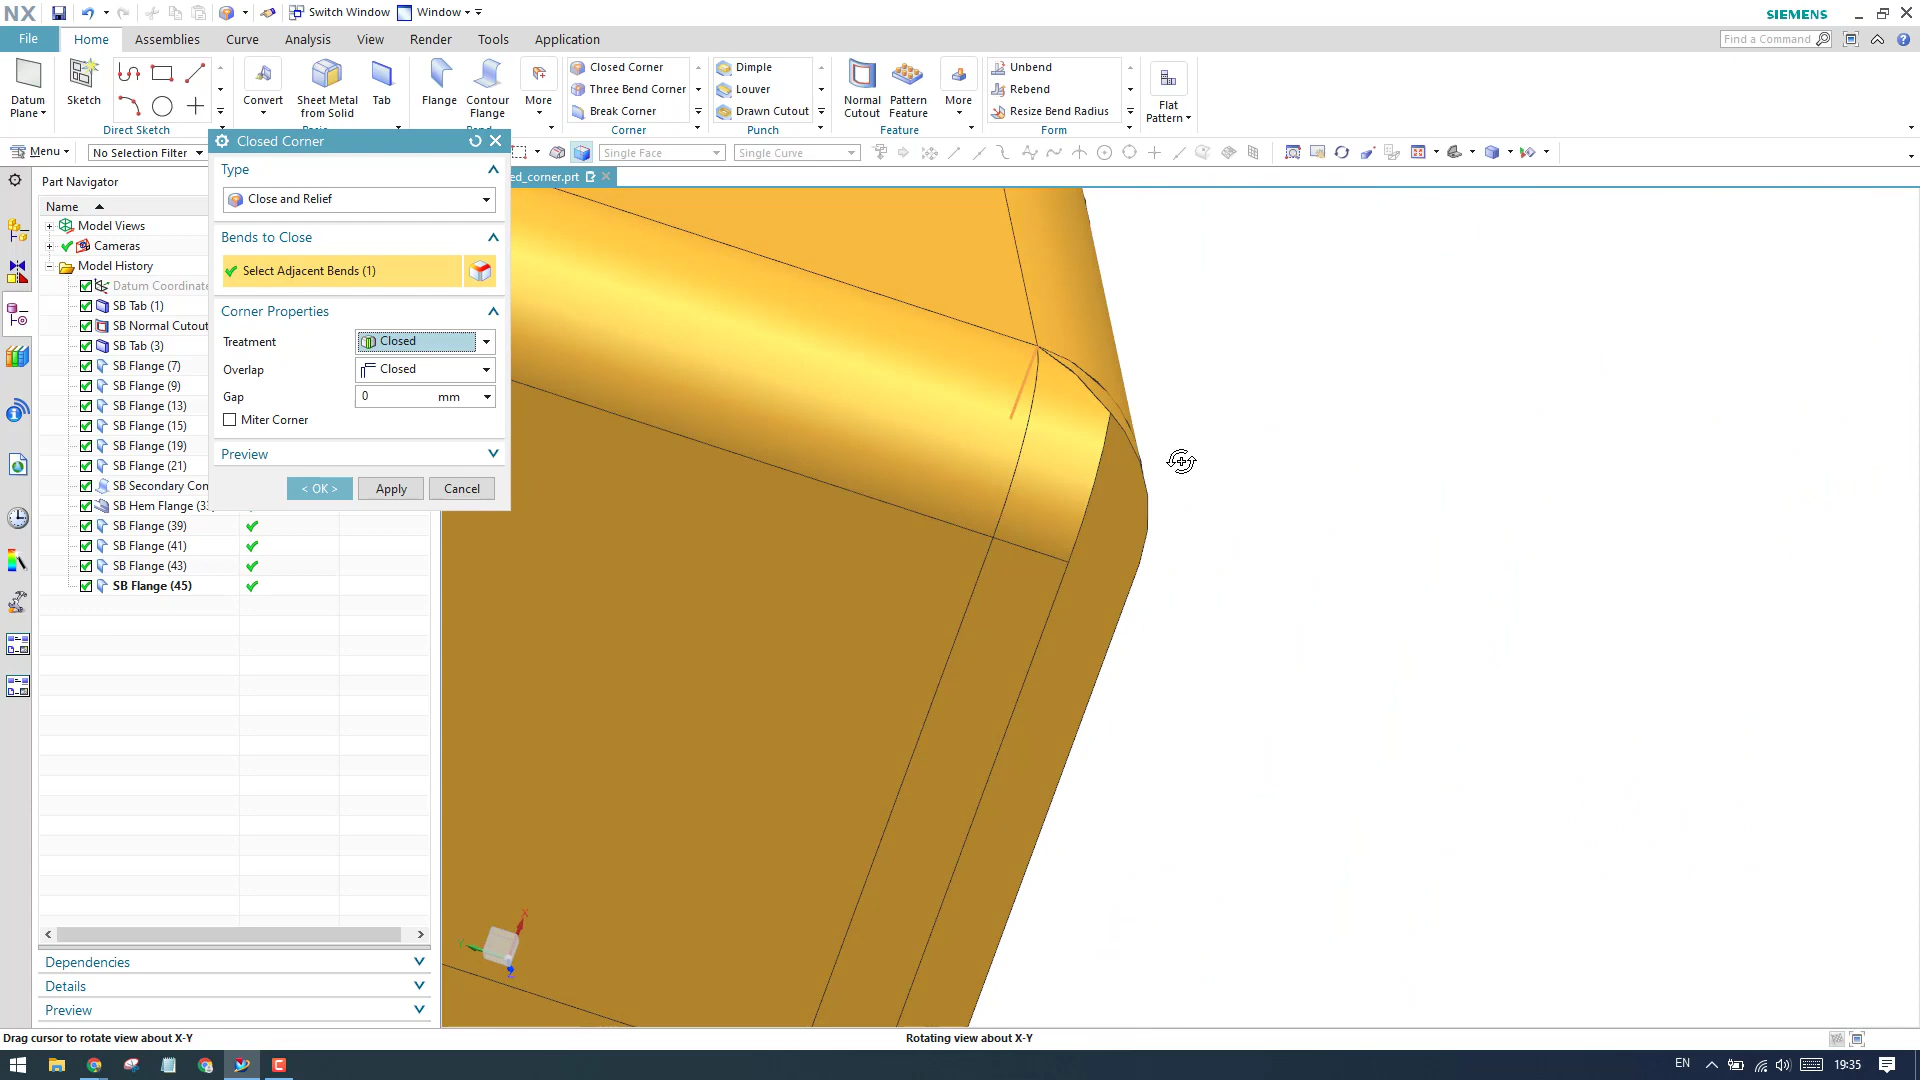 NX
Switch Window
Window
SIEMENS
File
Home
Assemblies
Curve
Analysis
View
Render
Tools
Application
Find a Command
Datum Plane
Sketch
Direct Sketch
Convert
Sheet Metal from Solid
Tab
Flange
Contour Flange
More
Closed Corner
Three Bend Corner
Break Corner
Corner
Dimple
Louver
Drawn Cutout
Punch
Normal Cutout
Pattern Feature
More
Feature
Unbend
Rebend
Resize Bend Radius
Form
Flat Pattern
Menu
No Selection Filter
Single Face
Single Curve
Closed Corner
Type
Close and Relief
Bends to Close
Select Adjacent Bends (1)
Corner Properties
Treatment
Closed
Overlap
Closed
Gap
0
mm
Miter Corner
Preview
< OK >
Apply
Cancel
ed_corner.prt
Part Navigator
Name
Model Views
Cameras
Model History
Datum Coordinate
SB Tab (1)
SB Normal Cutout
SB Tab (3)
SB Flange (7)
SB Flange (9)
SB Flange (13)
SB Flange (15)
SB Flange (19)
SB Flange (21)
SB Secondary Con
SB Hem Flange (33
SB Flange (39)
SB Flange (41)
SB Flange (43)
SB Flange (45)
Dependencies
Details
Preview
X
Y
Z
Drag cursor to rotate view about X-Y
Rotating view about X-Y
EN
19:35